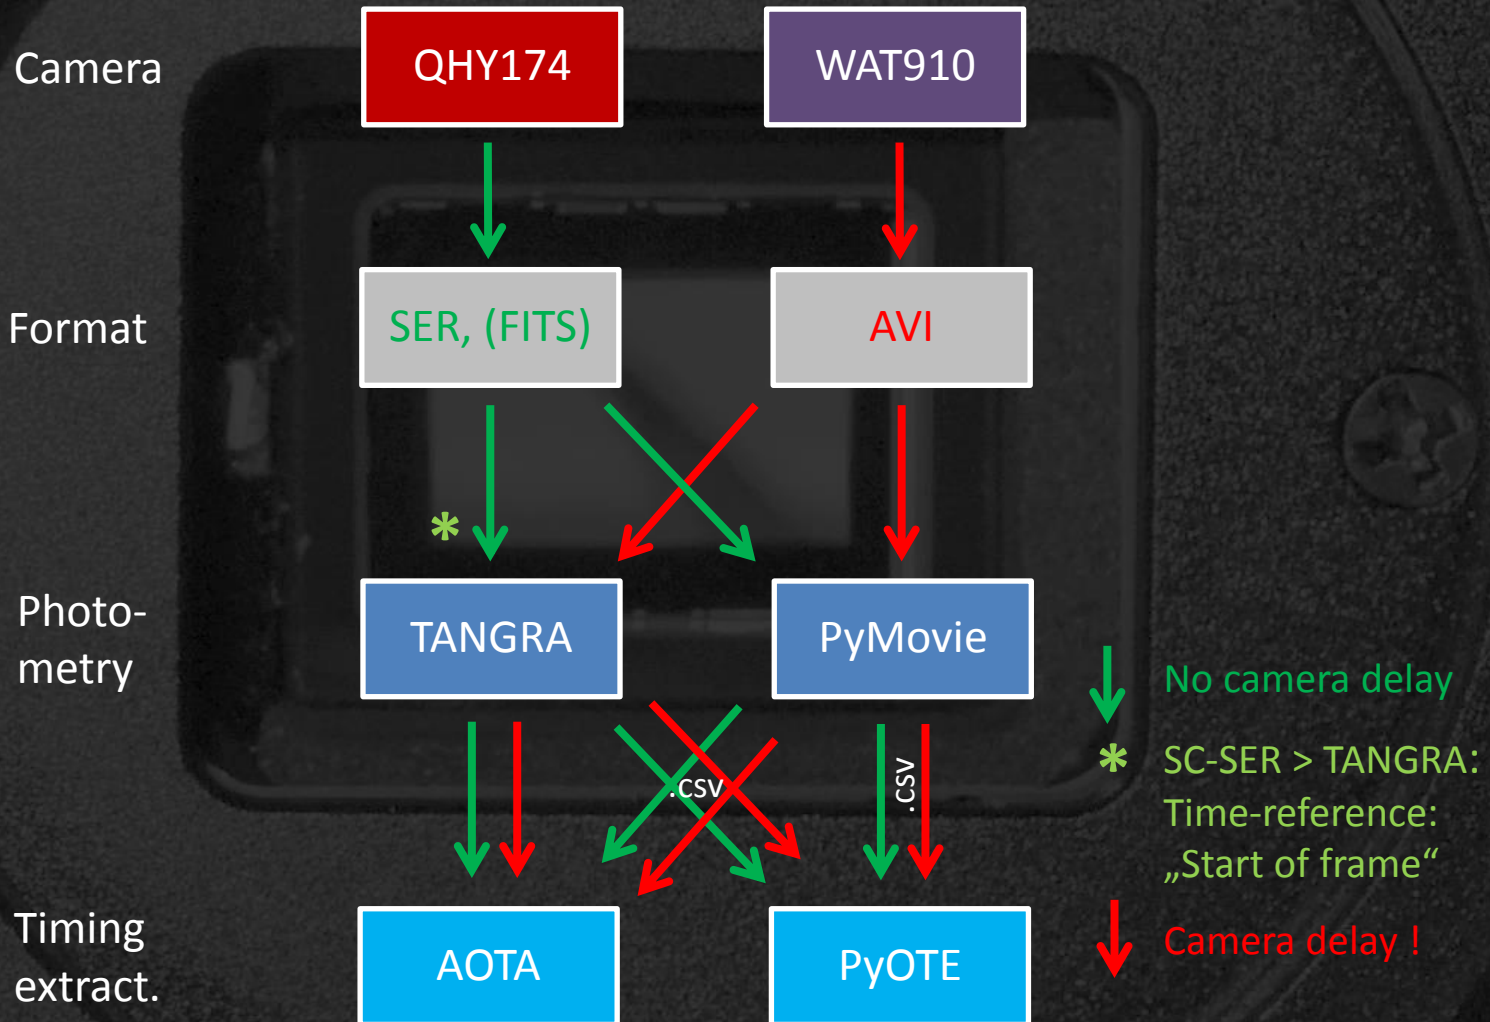 Camera
QHY174
WAT910
Format
SER, (FITS)
AVI
*
Photo-
metry
TANGRA
PyMovie
No camera delay
* SC-SER > TANGRA:
Time-reference:
„Start of frame“
.csv
.csv
Camera delay !
Timing
extract.
AOTA
PyOTE